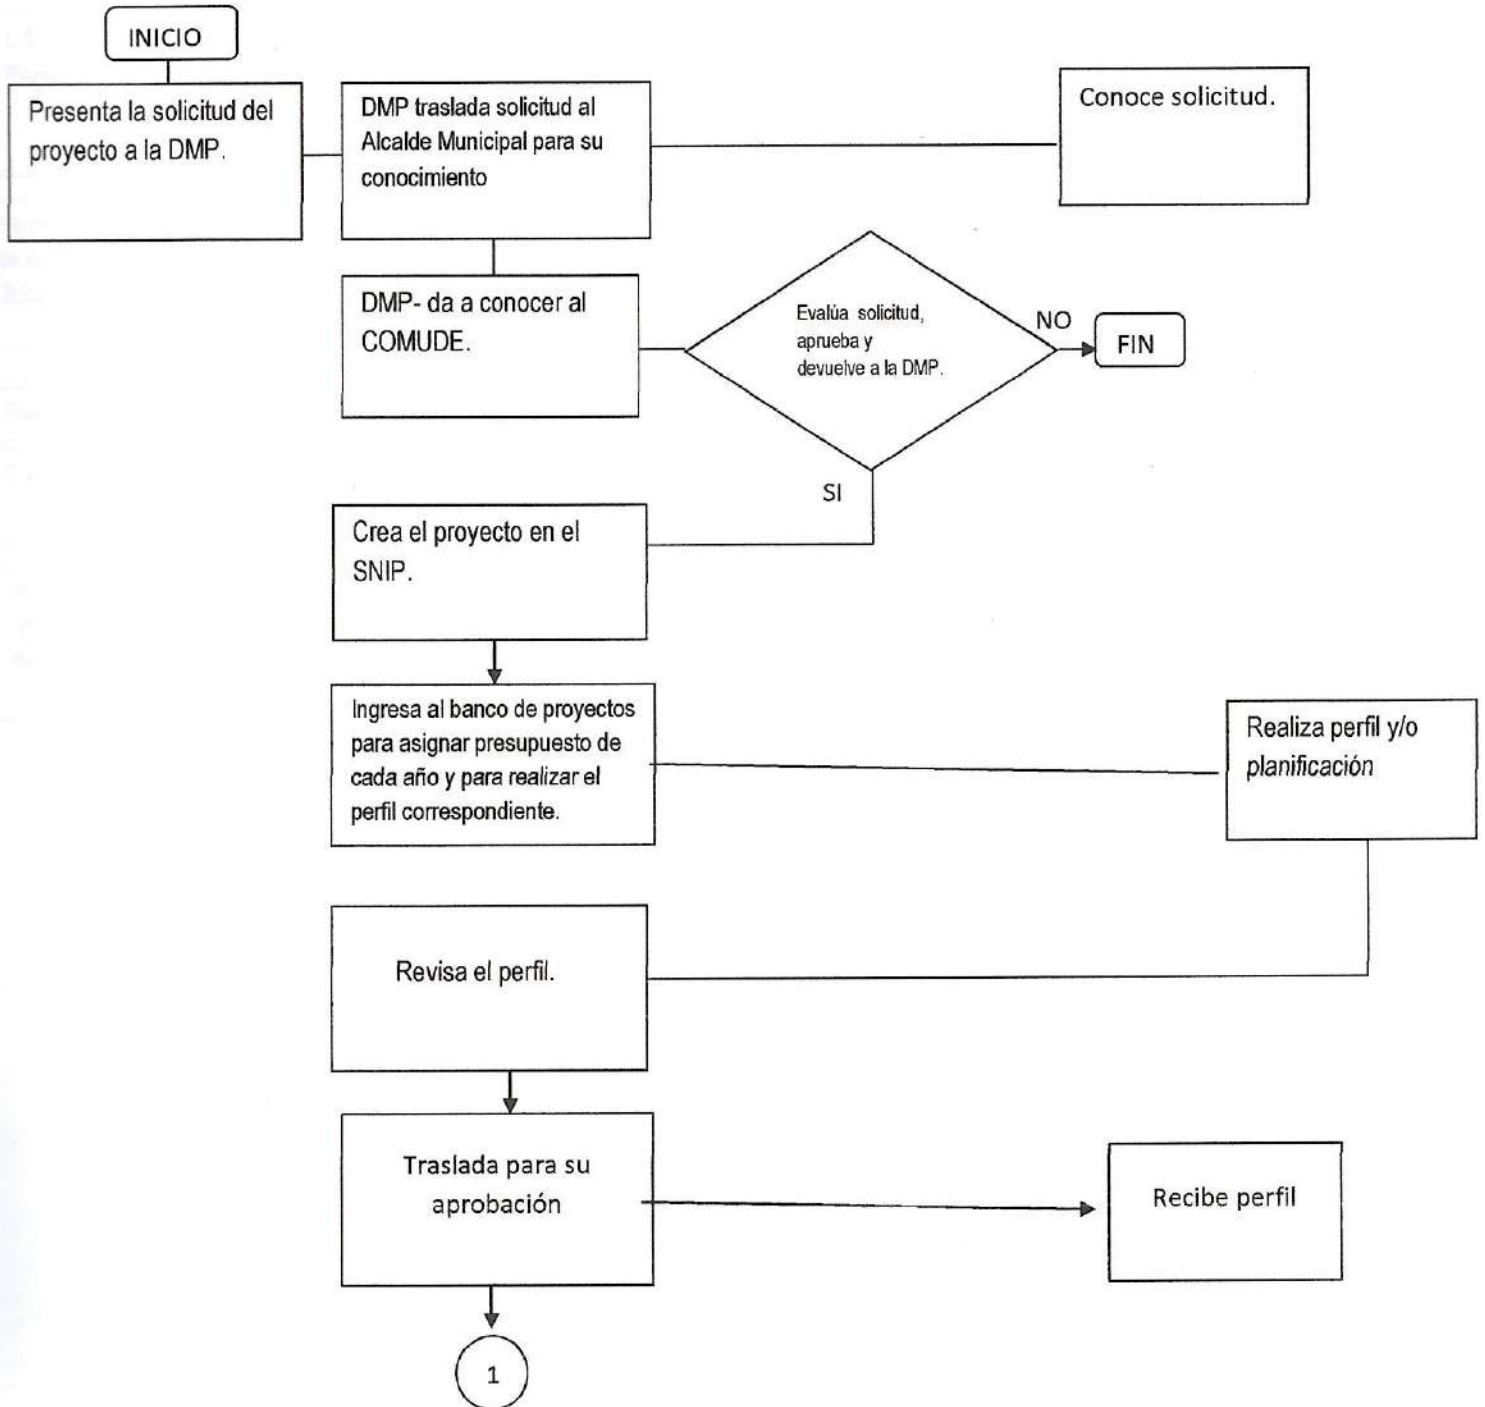 INICIO
Presenta la solicitud del
proyecto a la DMP.
DMP traslada solicitud al
Alcalde Municipal para su
conocimiento
Conoce solicitud.
DMP- da a conocer al
COMUDE.
Evalúa solicitud,
aprueba y
devuelve a la DMP.
NO
FIN
SI
Crea el proyecto en el
SNIP.
Ingresa al banco de proyectos
para asignar presupuesto de
cada año y para realizar el
perfil correspondiente.
Realiza perfil y/o
planificación
Revisa el perfil.
Traslada para su
aprobación
Recibe perfil
1